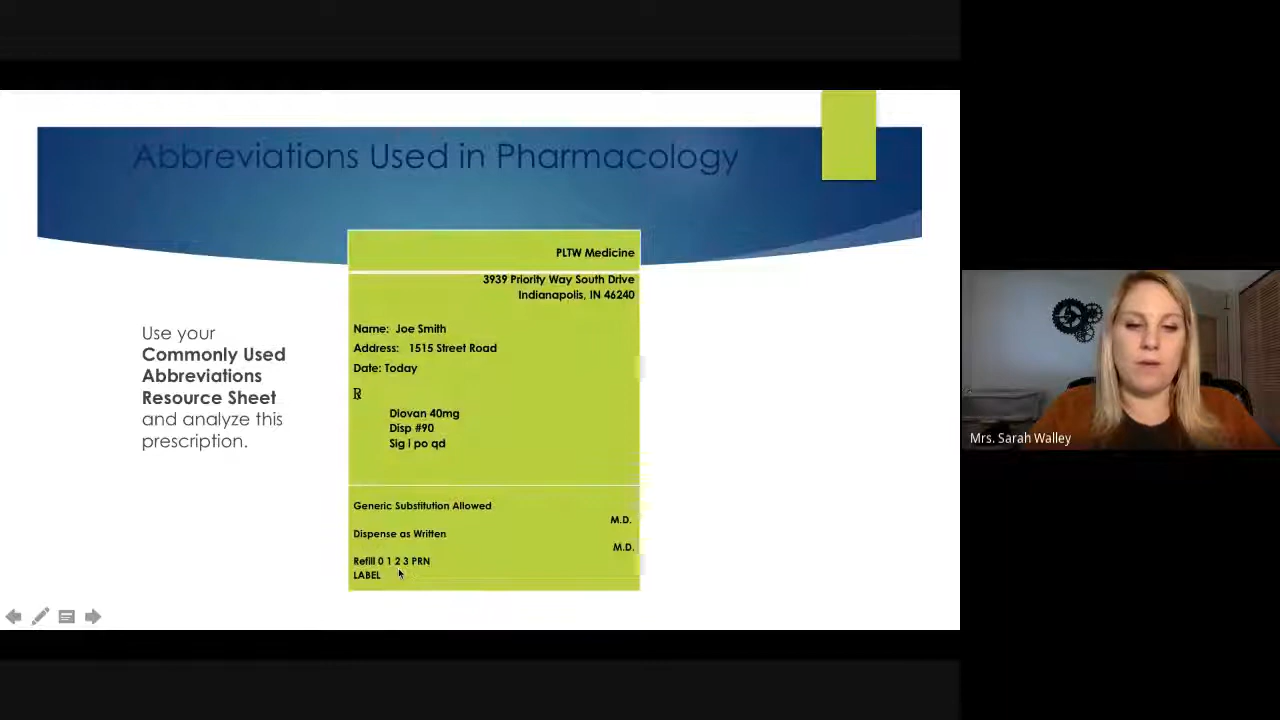 Abbreviations Used in Pharmacology
PLTW Medicine
3939 Priority Way South Drive
Indianapolis, IN 46240
Use your
Commonly Used
Abbreviations
Resource Sheet
and analyze this
prescription.
Name: Joe Smith
Address: 1515 Street Road
Date: Today
℞
Diovan 40mg
Disp #90
Sig i po qd
Generic Substitution Allowed
M.D.
Dispense as Written
M.D.
Refill 0 1 2 3 PRN
LABEL
Mrs. Sarah Walley